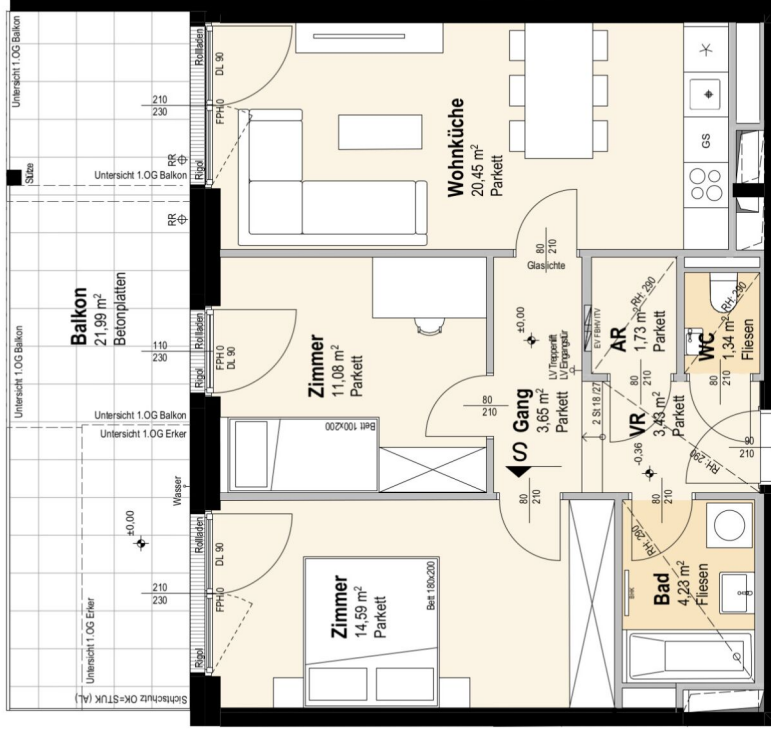 Untersicht 1.OG Balkon
Stütze
Untersicht 1.OG Balkon
RR
RR
Balkon
21,99 m²
Betonplatten
Untersicht 1.OG Balkon
Untersicht 1.OG Balkon
Untersicht 1.OG Erker
Wasser
±0,00
Untersicht 1.OG Erker
Sichtschutz OK=STUK (AL)
Rollladen
DL 90
210
230
FPH 0
Rigol
Rollladen
110
230
FPH 0
DL 90
Rigol
Rollladen
DL 90
210
230
FPH 0
Rigol
Wohnküche
20,45 m²
Parkett
GS
80
210
Glaslichte
Zimmer
11,08 m²
Parkett
Bett 100x200
80
210
±0,00
LV Treppenlift
LV Eingangstür
EV FBHV ITV
Gang
3,65 m²
Parkett
S
2 St 18/27
AR
1,73 m²
Parkett
RH: 290
80
210
WC
1,34 m²
Fliesen
RH: 290
80
210
VR
3,43 m²
Parkett
-0,36
RH: 290
90
210
80
210
80
210
Zimmer
14,59 m²
Parkett
Bett 180x200
Bad
4,23 m²
Fliesen
RH: 290
EHK